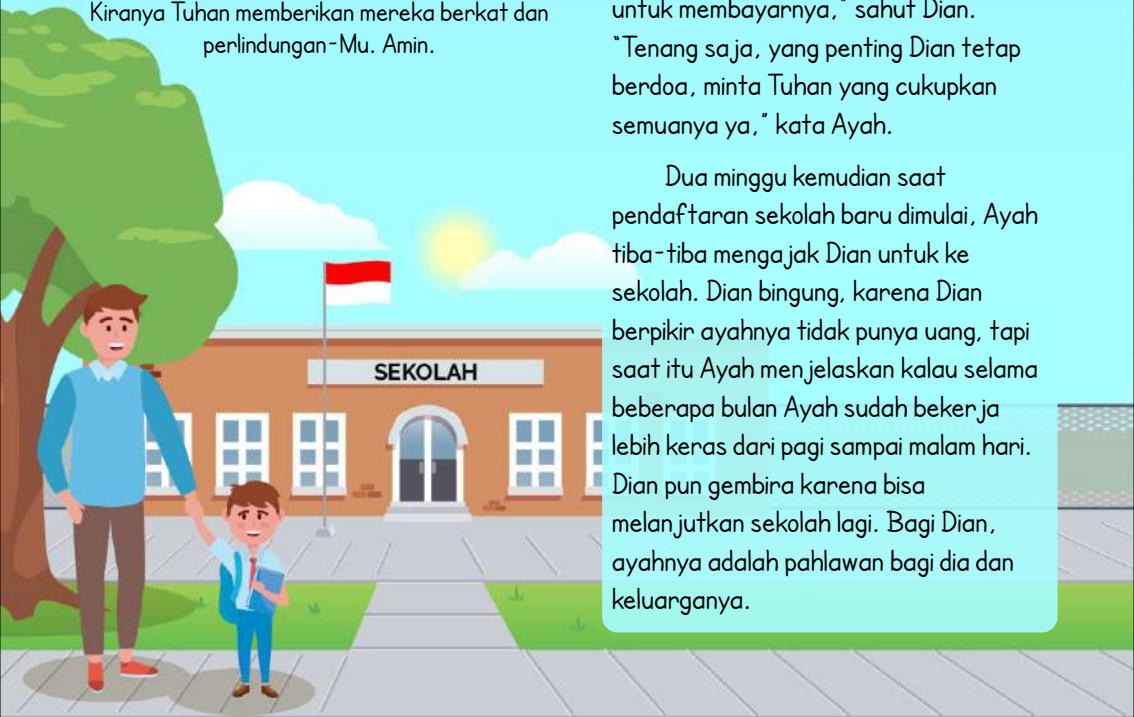 Kiranya Tuhan memberikan mereka berkat dan
perlindungan-Mu. Amin.
untuk membayarnya," sahut Dian.
"Tenang saja, yang penting Dian tetap
berdoa, minta Tuhan yang cukupkan
semuanya ya," kata Ayah.
Dua minggu kemudian saat
pendaftaran sekolah baru dimulai, Ayah
tiba-tiba mengajak Dian untuk ke
sekolah. Dian bingung, karena Dian
berpikir ayahnya tidak punya uang, tapi
saat itu Ayah menjelaskan kalau selama
beberapa bulan Ayah sudah bekerja
lebih keras dari pagi sampai malam hari.
Dian pun gembira karena bisa
melanjutkan sekolah lagi. Bagi Dian,
ayahnya adalah pahlawan bagi dia dan
keluarganya.
SEKOLAH